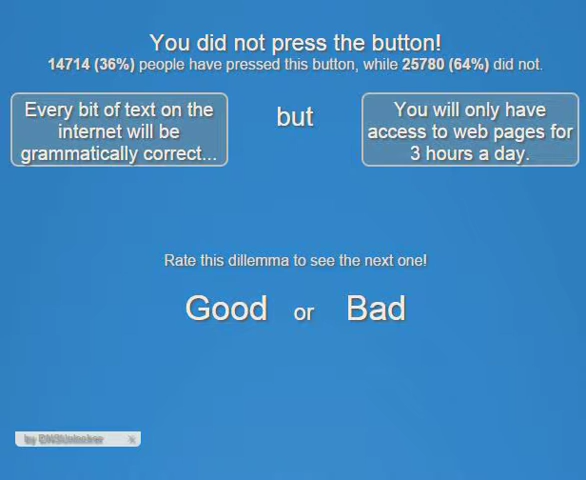 You did not press the button!
14714 (36%) people have pressed this button, while 25780 (64%) did not.
Every bit of text on the
internet will be
grammatically correct...
but
You will only have
access to web pages for
3 hours a day.
Rate this dillemma to see the next one!
Good or Bad
by DNSUnlocker x